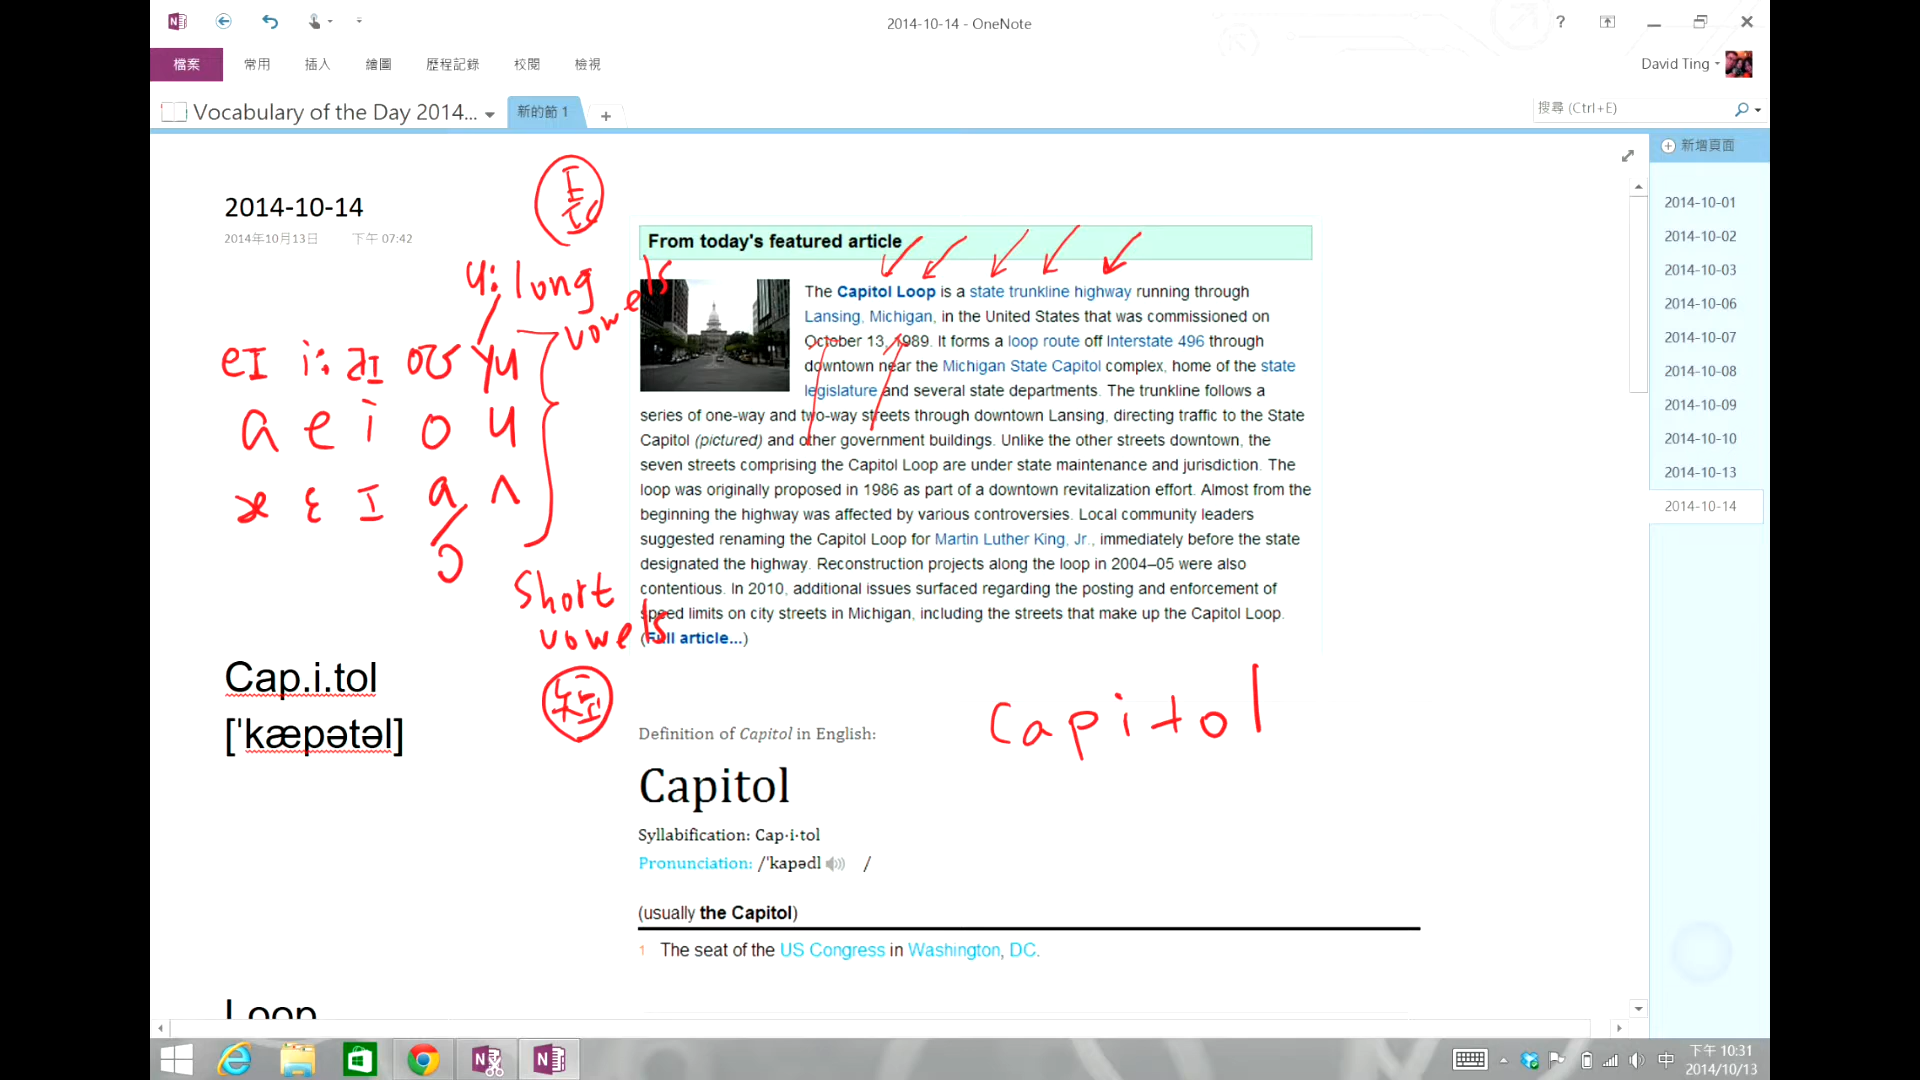 2014-10-14 - OneNote
?
檔案 常用 插入 繪圖 歷程記錄 校閱 檢視
David Ting
Vocabulary of the Day 2014...
新的節 1
+
搜尋 (Ctrl+E)
新增頁面
2014-10-01
2014-10-02
2014-10-03
2014-10-06
2014-10-07
2014-10-08
2014-10-09
2014-10-10
2014-10-13
2014-10-14
2014-10-14
2014年10月13日 下午 07:42
u: long
vowels
eɪ i: aɪ oʊ yu
a e i o u
æ ɛ ɪ a ʌ
ɔ
short
vowels
短
Cap.i.tol
['kæpətəl]
Loop
From today's featured article
The Capitol Loop is a state trunkline highway running through
Lansing, Michigan, in the United States that was commissioned on
October 13, 1989. It forms a loop route off Interstate 496 through
downtown near the Michigan State Capitol complex, home of the state
legislature and several state departments. The trunkline follows a
series of one-way and two-way streets through downtown Lansing, directing traffic to the State
Capitol (pictured) and other government buildings. Unlike the other streets downtown, the
seven streets comprising the Capitol Loop are under state maintenance and jurisdiction. The
loop was originally proposed in 1986 as part of a downtown revitalization effort. Almost from the
beginning the highway was affected by various controversies. Local community leaders
suggested renaming the Capitol Loop for Martin Luther King, Jr., immediately before the state
designated the highway. Reconstruction projects along the loop in 2004–05 were also
contentious. In 2010, additional issues surfaced regarding the posting and enforcement of
speed limits on city streets in Michigan, including the streets that make up the Capitol Loop.
(Full article...)
Capitol
Definition of Capitol in English:
Capitol
Syllabification: Cap·i·tol
Pronunciation: /ˈkapədl /
(usually the Capitol)
1 The seat of the US Congress in Washington, DC.
中
下午 10:31
2014/10/13